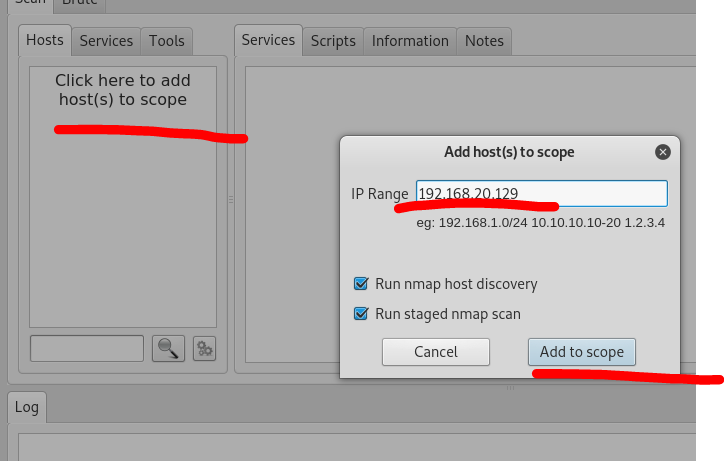 Scan Brute
Hosts Services Tools
Services Scripts Information Notes
Click here to add
host(s) to scope
Add host(s) to scope
IP Range 192.168.20.129
eg: 192.168.1.0/24 10.10.10.10-20 1.2.3.4
Run nmap host discovery
Run staged nmap scan
Cancel Add to scope
Log